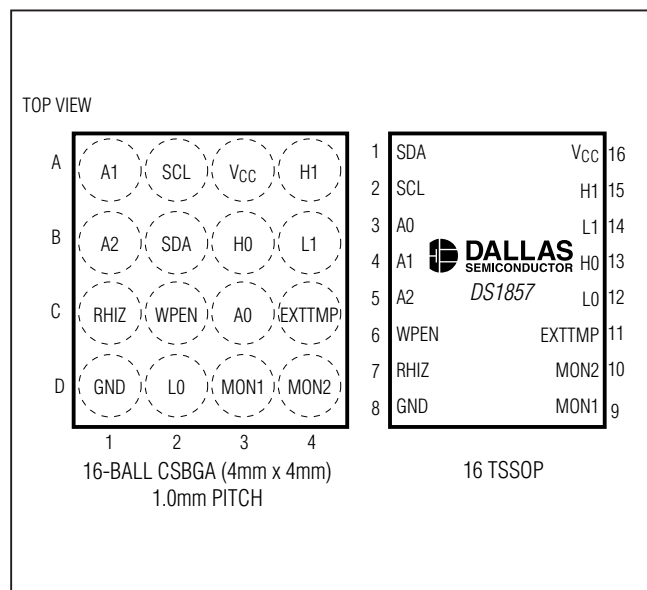 TOP VIEW
A A1 SCL VCC H1
B A2 SDA H0 L1
C RHIZ WPEN A0 EXTTMP
D GND L0 MON1 MON2
1 2 3 4
16-BALL CSBGA (4mm x 4mm)
1.0mm PITCH
1 SDA VCC 16
2 SCL H1 15
3 A0 L1 14
4 A1 H0 13
5 A2 L0 12
6 WPEN EXTTMP 11
7 RHIZ MON2 10
8 GND MON1 9
DALLAS
SEMICONDUCTOR
DS1857
16 TSSOP